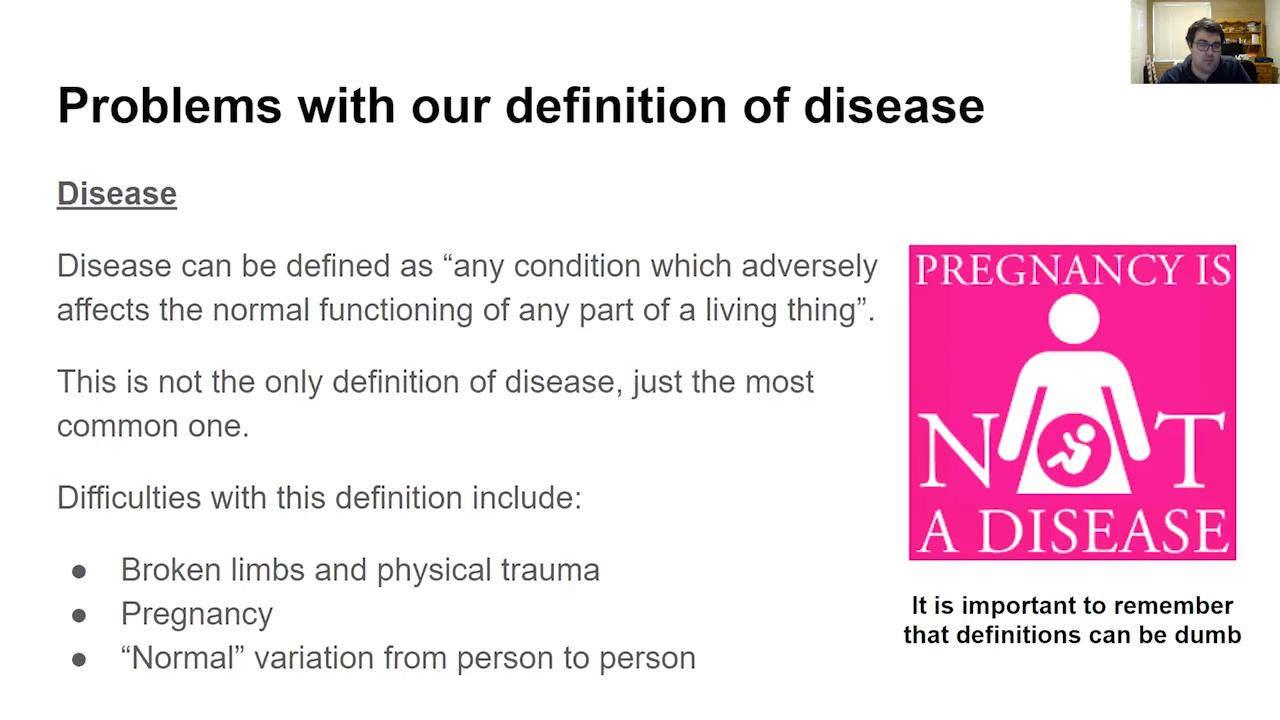 Problems with our definition of disease
Disease
Disease can be defined as “any condition which adversely
affects the normal functioning of any part of a living thing”.
This is not the only definition of disease, just the most
common one.
Difficulties with this definition include:
● Broken limbs and physical trauma
● Pregnancy
● “Normal” variation from person to person
PREGNANCY IS
NOT
A DISEASE
It is important to remember
that definitions can be dumb